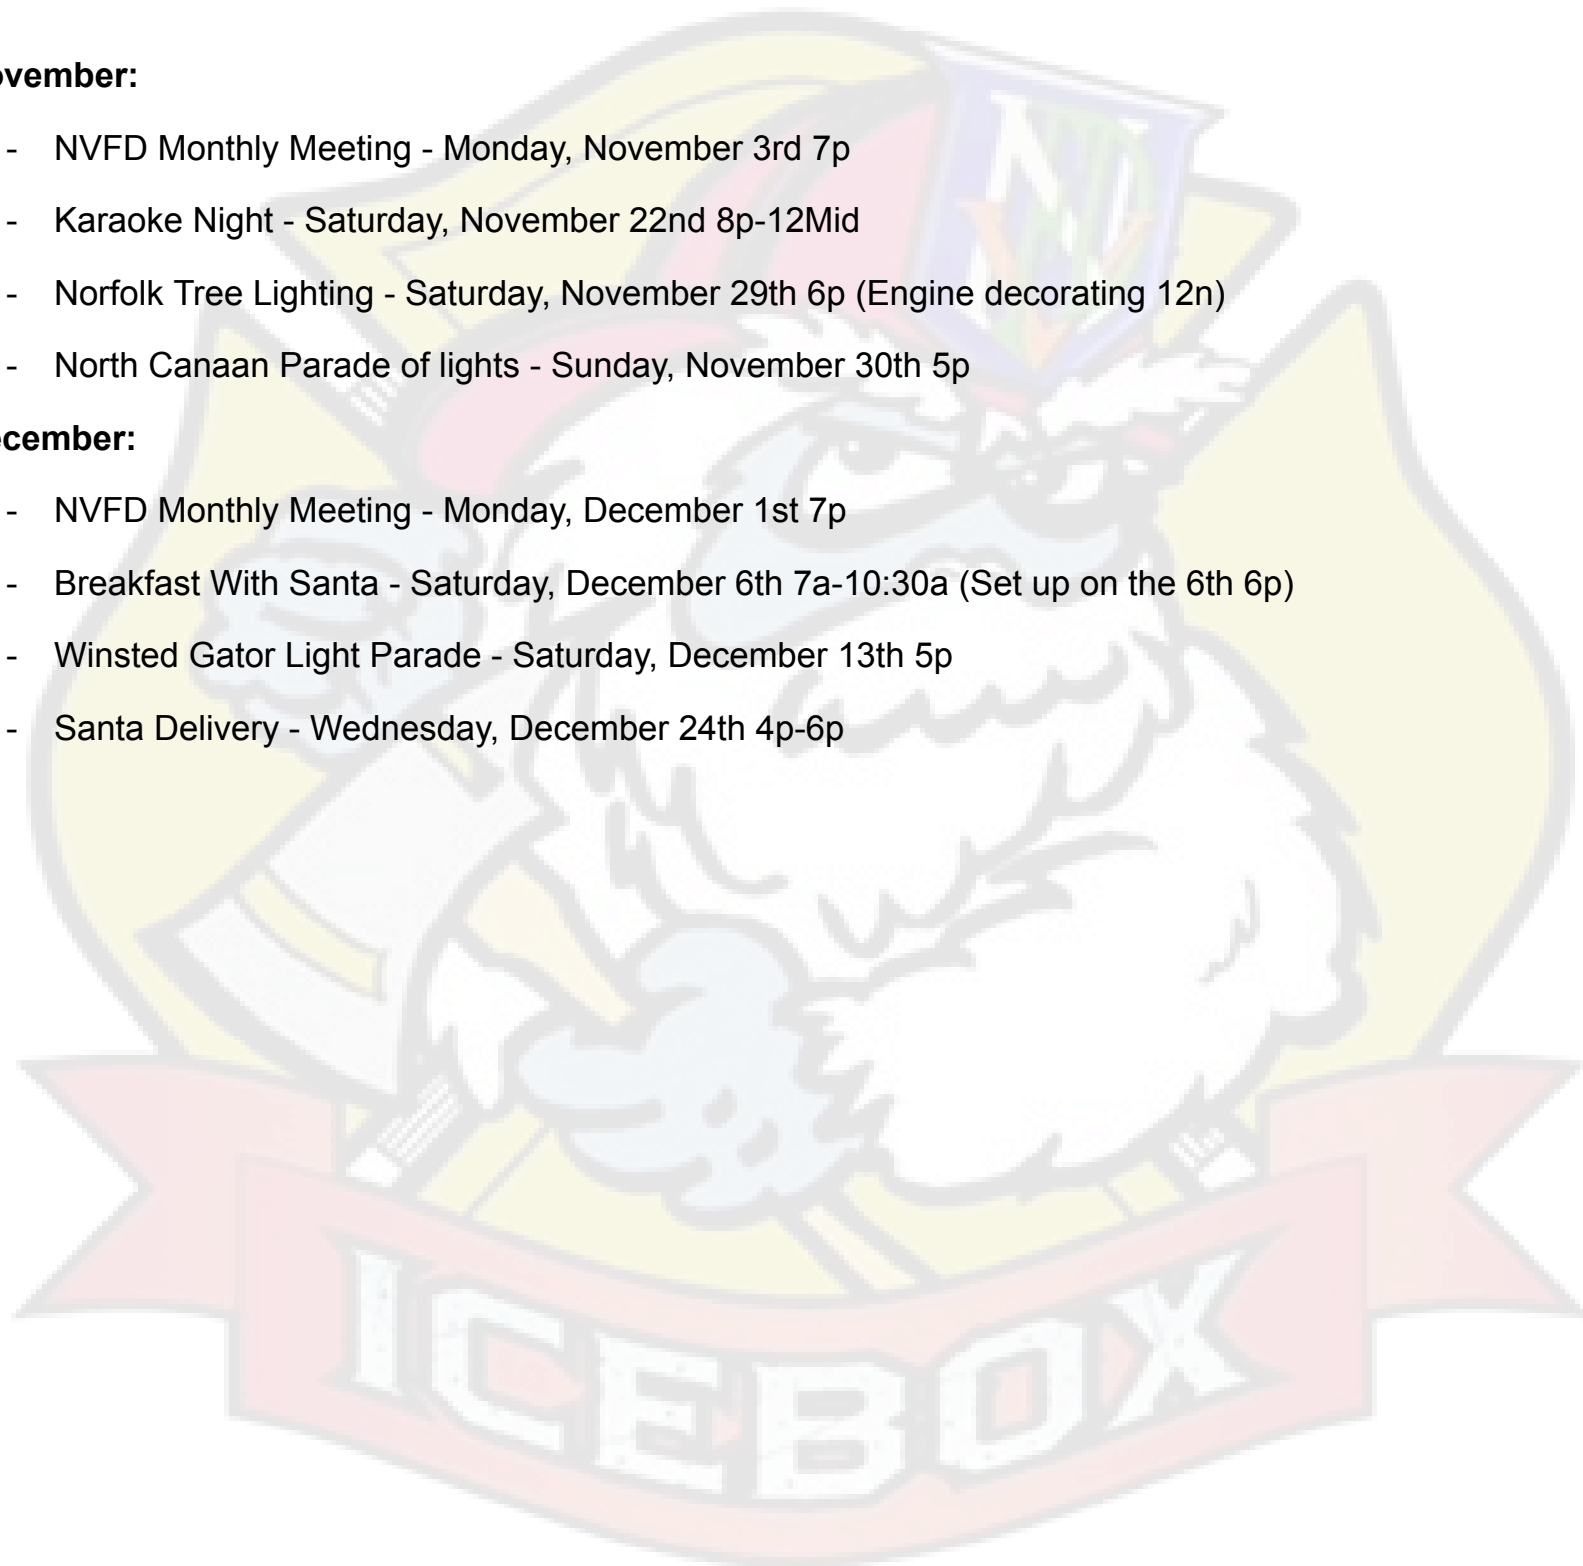 ovember:
- NVFD Monthly Meeting - Monday, November 3rd 7p
- Karaoke Night - Saturday, November 22nd 8p-12Mid
- Norfolk Tree Lighting - Saturday, November 29th 6p (Engine decorating 12n)
- North Canaan Parade of lights - Sunday, November 30th 5p
ecember:
- NVFD Monthly Meeting - Monday, December 1st 7p
- Breakfast With Santa - Saturday, December 6th 7a-10:30a (Set up on the 6th 6p)
- Winsted Gator Light Parade - Saturday, December 13th 5p
- Santa Delivery - Wednesday, December 24th 4p-6p
ICEBOX